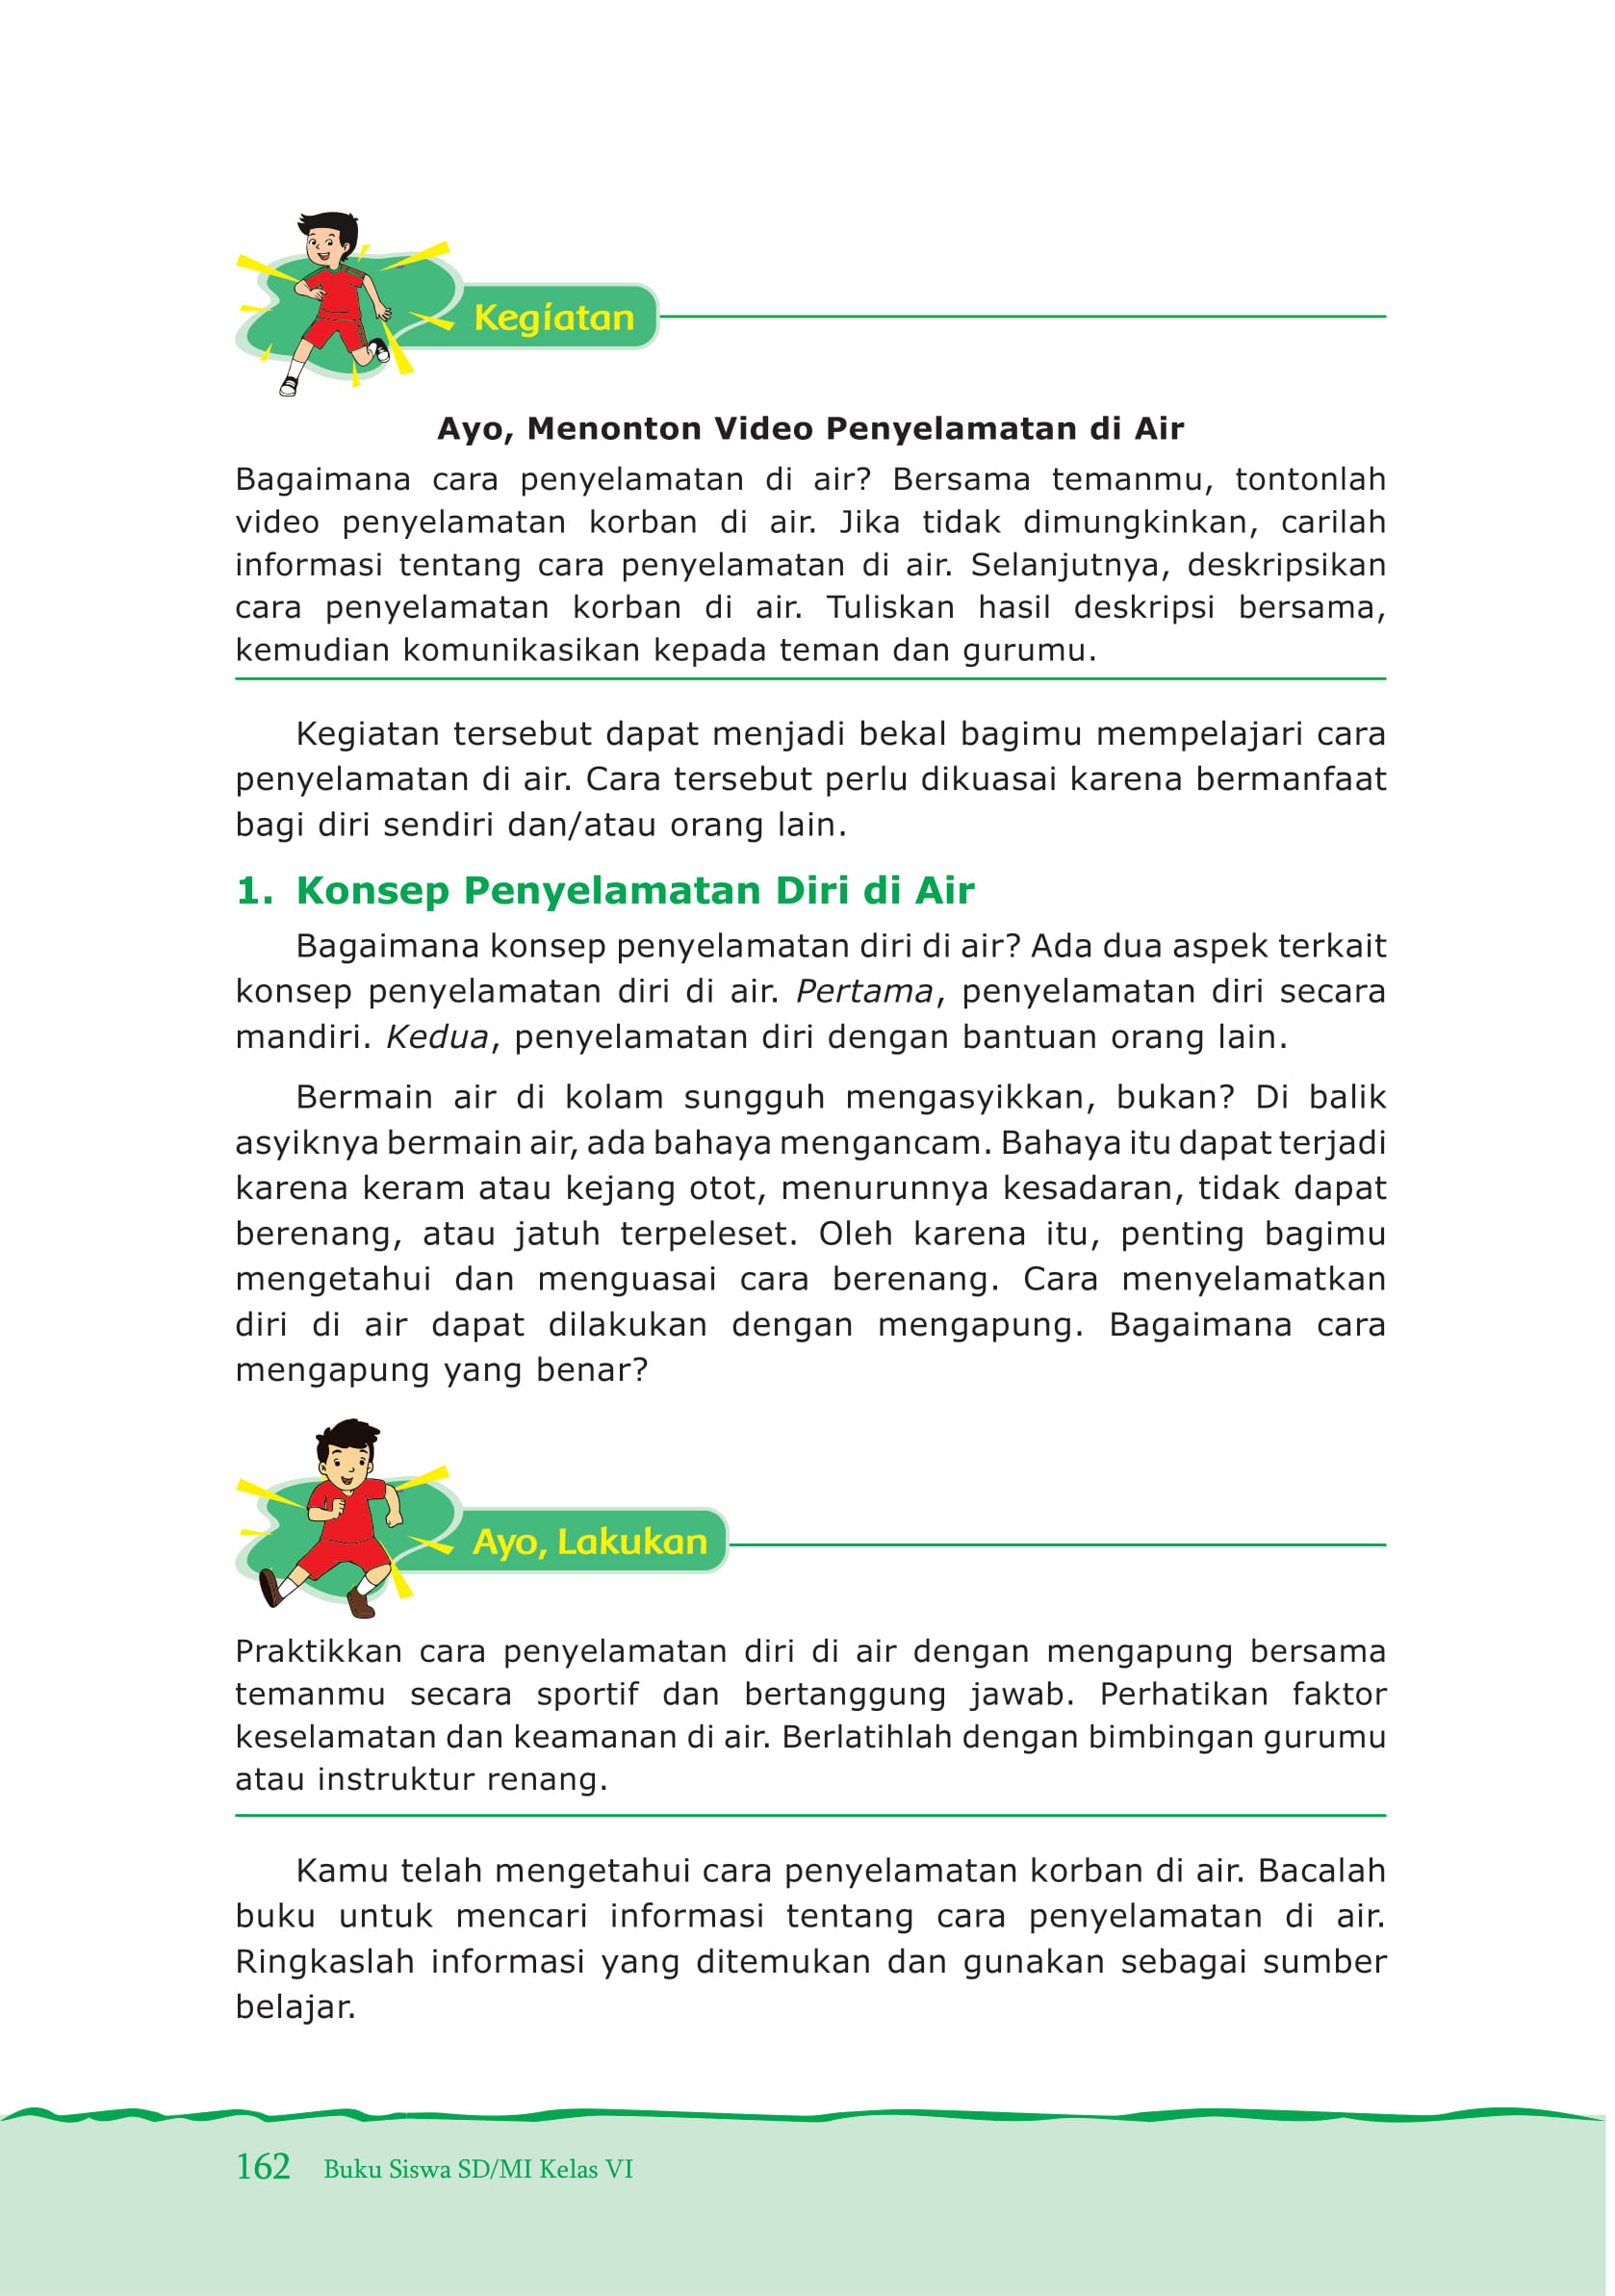 Kegiatan
Ayo, Menonton Video Penyelamatan di Air
Bagaimana cara penyelamatan di air? Bersama temanmu, tontonlah
video penyelamatan korban di air. Jika tidak dimungkinkan, carilah
informasi tentang cara penyelamatan di air. Selanjutnya, deskripsikan
cara penyelamatan korban di air. Tuliskan hasil deskripsi bersama,
kemudian komunikasikan kepada teman dan gurumu.
Kegiatan tersebut dapat menjadi bekal bagimu mempelajari cara
penyelamatan di air. Cara tersebut perlu dikuasai karena bermanfaat
bagi diri sendiri dan/atau orang lain.
1. Konsep Penyelamatan Diri di Air
Bagaimana konsep penyelamatan diri di air? Ada dua aspek terkait
konsep penyelamatan diri di air. Pertama, penyelamatan diri secara
mandiri. Kedua, penyelamatan diri dengan bantuan orang lain.
Bermain air di kolam sungguh mengasyikkan, bukan? Di balik
asyiknya bermain air, ada bahaya mengancam. Bahaya itu dapat terjadi
karena keram atau kejang otot, menurunnya kesadaran, tidak dapat
berenang, atau jatuh terpeleset. Oleh karena itu, penting bagimu
mengetahui dan menguasai cara berenang. Cara menyelamatkan
diri di air dapat dilakukan dengan mengapung. Bagaimana cara
mengapung yang benar?
Ayo, Lakukan
Praktikkan cara penyelamatan diri di air dengan mengapung bersama
temanmu secara sportif dan bertanggung jawab. Perhatikan faktor
keselamatan dan keamanan di air. Berlatihlah dengan bimbingan gurumu
atau instruktur renang.
Kamu telah mengetahui cara penyelamatan korban di air. Bacalah
buku untuk mencari informasi tentang cara penyelamatan di air.
Ringkaslah informasi yang ditemukan dan gunakan sebagai sumber
belajar.
162 Buku Siswa SD/MI Kelas VI